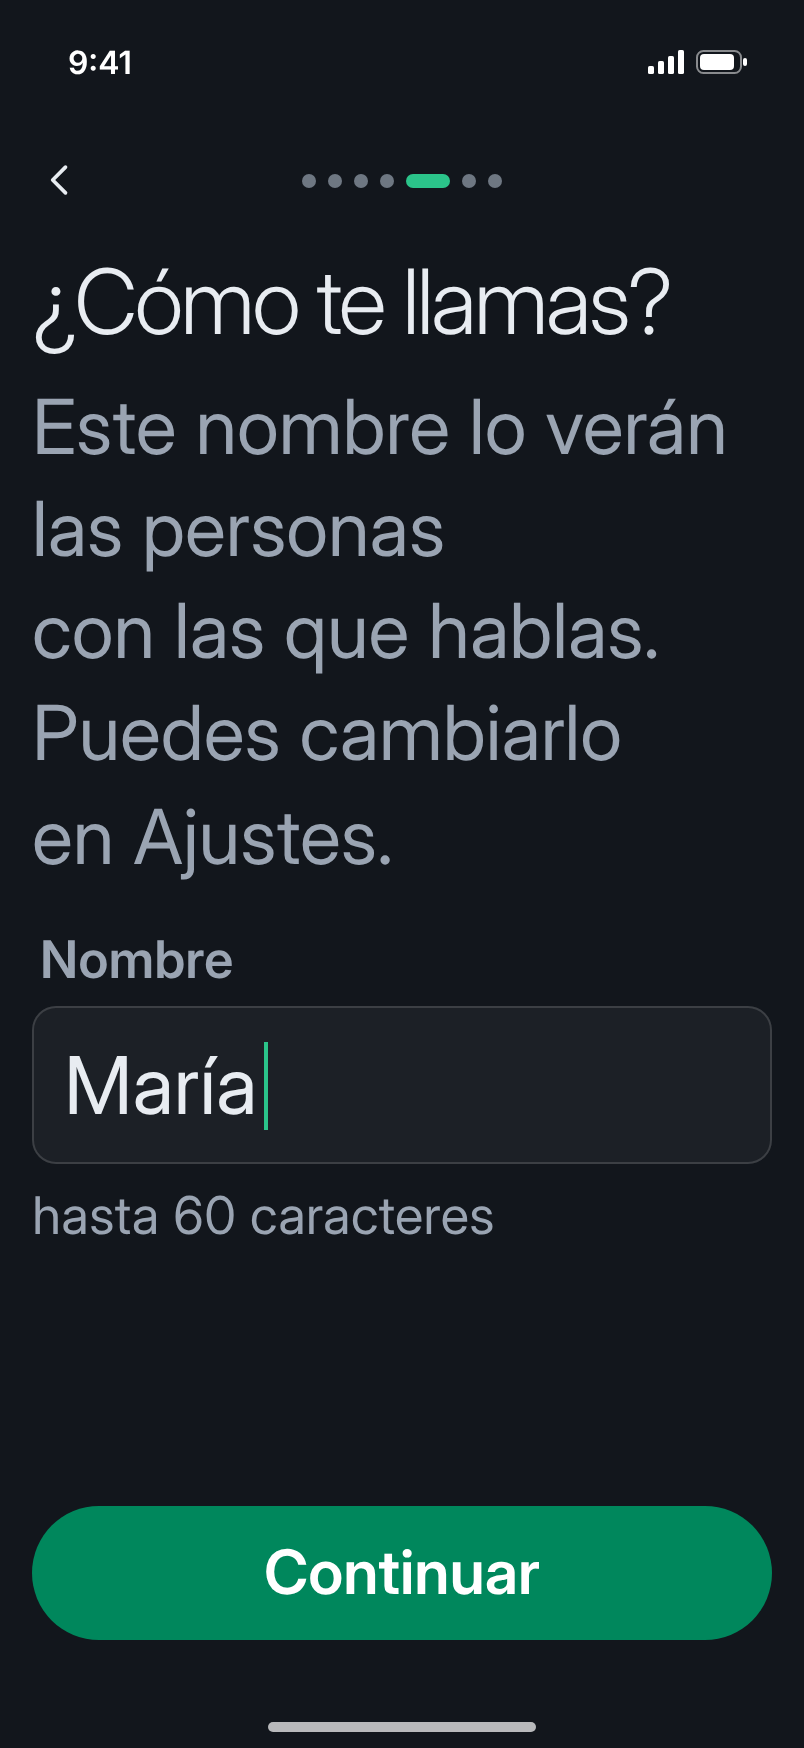 9:41
¿Cómo te llamas?
Este nombre lo verán
las personas
con las que hablas.
Puedes cambiarlo
en Ajustes.
Nombre
María
hasta 60 caracteres
Continuar